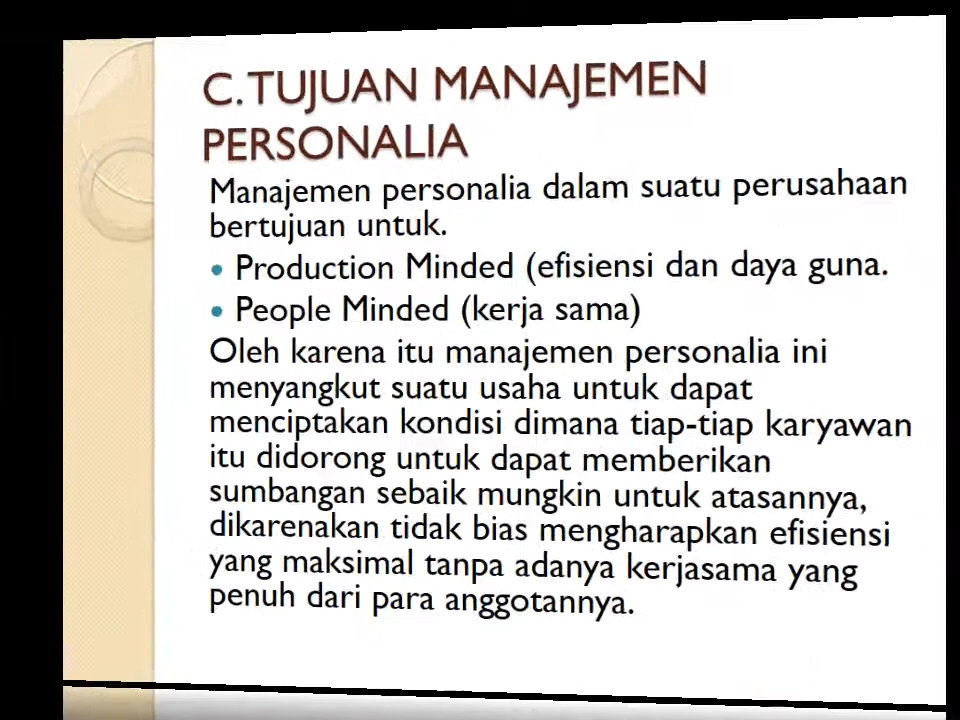 C. TUJUAN MANAJEMEN
PERSONALIA
Manajemen personalia dalam suatu perusahaan
bertujuan untuk.
• Production Minded (efisiensi dan daya guna.
• People Minded (kerja sama)
Oleh karena itu manajemen personalia ini
menyangkut suatu usaha untuk dapat
menciptakan kondisi dimana tiap-tiap karyawan
itu didorong untuk dapat memberikan
sumbangan sebaik mungkin untuk atasannya,
dikarenakan tidak bias mengharapkan efisiensi
yang maksimal tanpa adanya kerjasama yang
penuh dari para anggotannya.